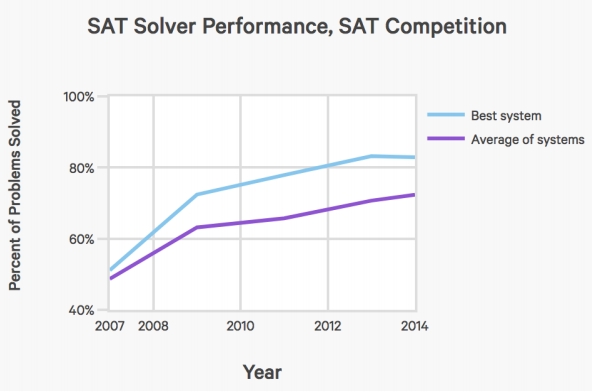 SAT Solver Performance, SAT Competition
Percent of Problems Solved
100%
80%
60%
40%
2007 2008 2010 2012 2014
Year
Best system
Average of systems